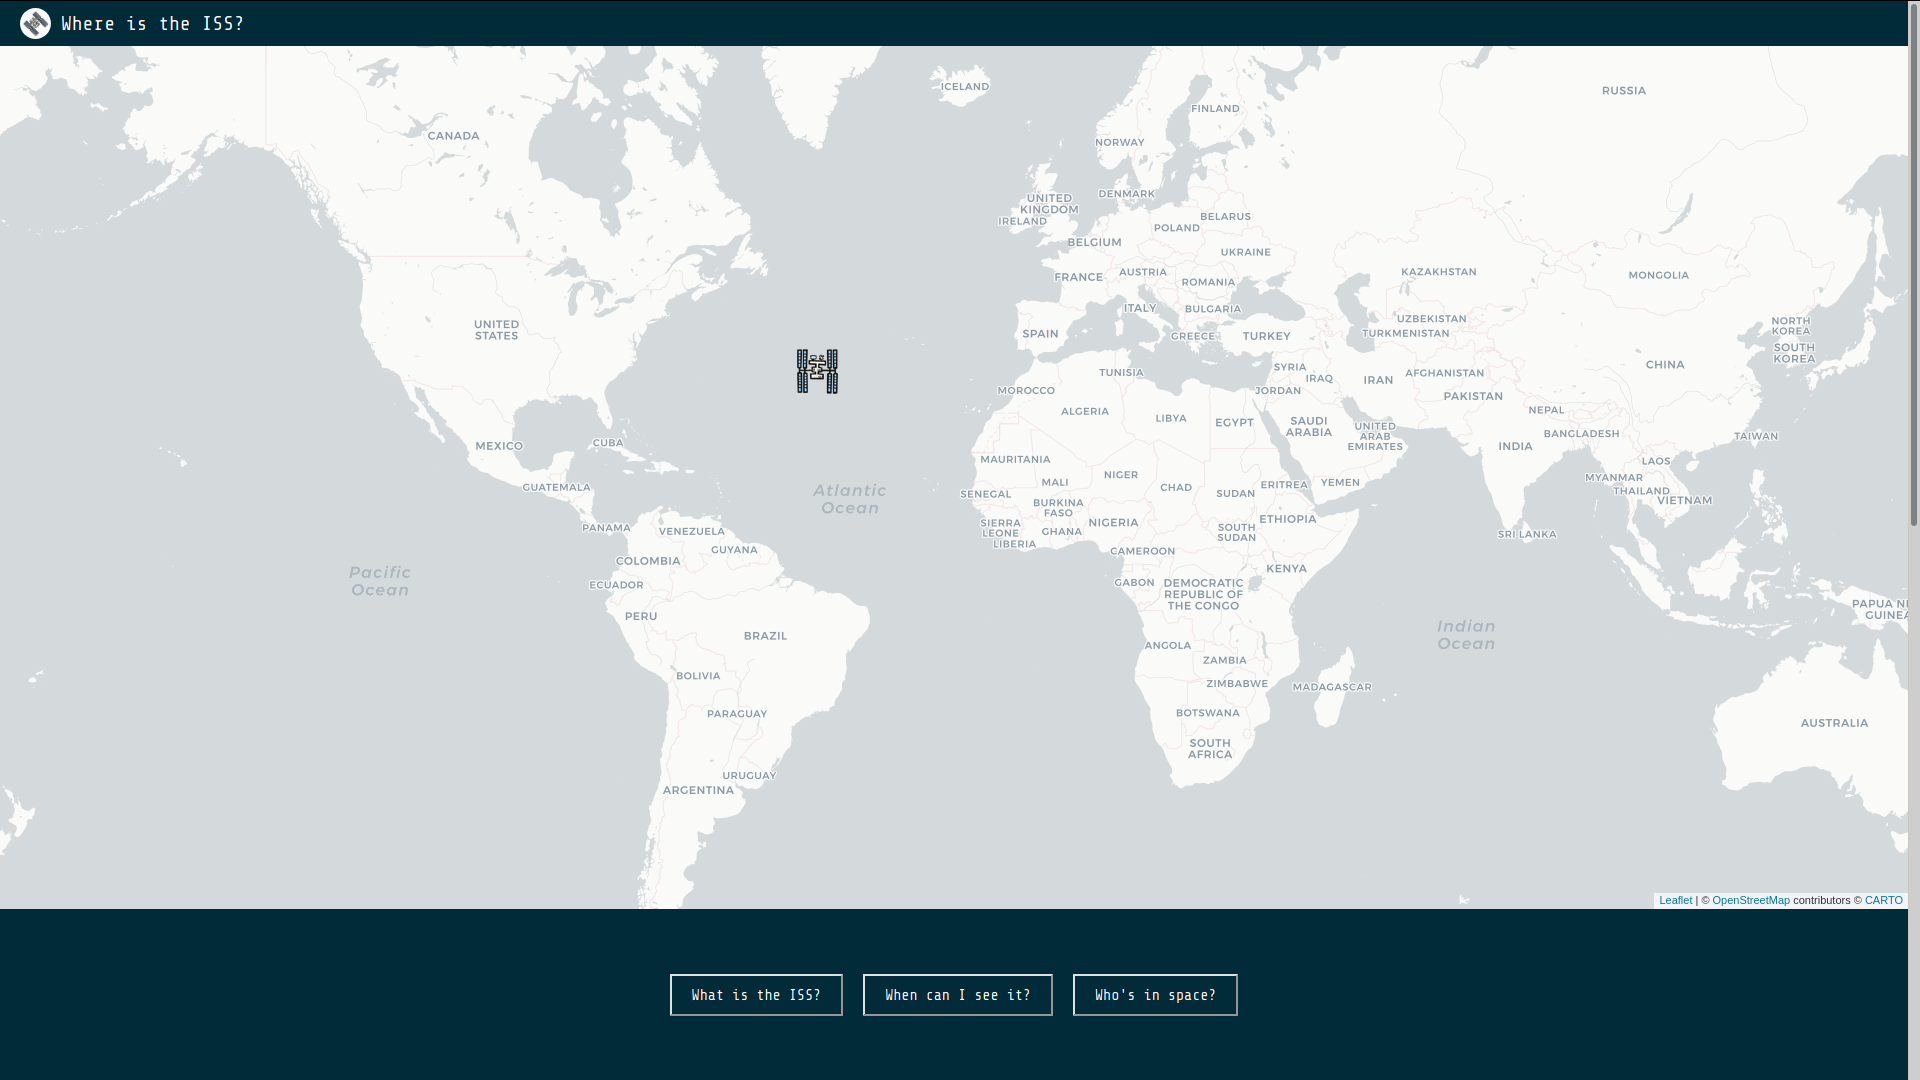 Where is the ISS?
ICELAND
RUSSIA
FINLAND
CANADA
NORWAY
DENMARK
UNITED
KINGDOM
IRELAND
BELARUS
POLAND
BELGIUM
UKRAINE
FRANCE
AUSTRIA
KAZAKHSTAN
MONGOLIA
ROMANIA
ITALY
BULGARIA
UZBEKISTAN
NORTH
KOREA
UNITED
STATES
SPAIN
GREECE
TURKEY
TURKMENISTAN
SOUTH
KOREA
SYRIA
CHINA
TUNISIA
IRAQ
IRAN
AFGHANISTAN
MOROCCO
JORDAN
PAKISTAN
ALGERIA
LIBYA
EGYPT
SAUDI
ARABIA
NEPAL
UNITED
ARAB
EMIRATES
BANGLADESH
TAIWAN
MEXICO
CUBA
INDIA
MAURITANIA
LAOS
NIGER
MYANMAR
GUATEMALA
MALI
CHAD
SUDAN
ERITREA
YEMEN
THAILAND
Atlantic
Ocean
SENEGAL
BURKINA
FASO
VIETNAM
PANAMA
VENEZUELA
SIERRA
LEONE
NIGERIA
ETHIOPIA
GHANA
SOUTH
SUDAN
SRI LANKA
LIBERIA
GUYANA
CAMEROON
COLOMBIA
KENYA
Pacific
Ocean
ECUADOR
GABON
DEMOCRATIC
REPUBLIC OF
THE CONGO
PERU
PAPUA N
GUINEA
BRAZIL
Indian
Ocean
ANGOLA
ZAMBIA
BOLIVIA
ZIMBABWE
MADAGASCAR
PARAGUAY
BOTSWANA
AUSTRALIA
SOUTH
AFRICA
URUGUAY
ARGENTINA
Leaflet | © OpenStreetMap contributors © CARTO
What is the ISS?
When can I see it?
Who's in space?